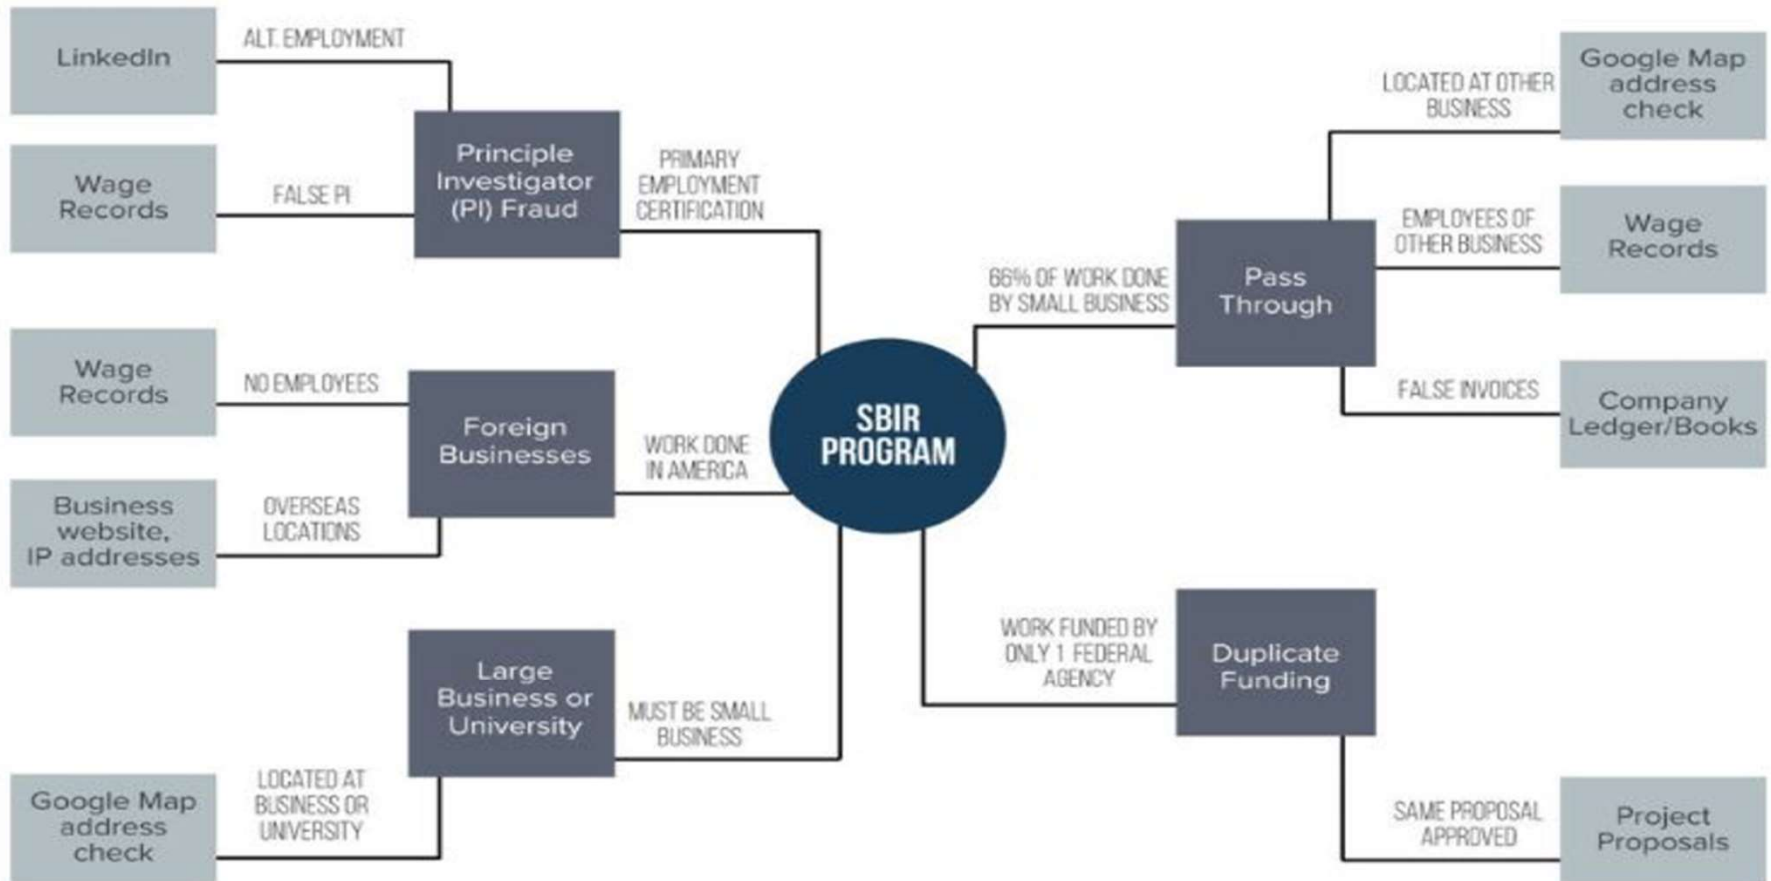 LinkedIn
ALT. EMPLOYMENT
Wage
Records
FALSE PI
Principle
Investigator
(PI) Fraud
PRIMARY
EMPLOYMENT
CERTIFICATION
Wage
Records
NO EMPLOYEES
Foreign
Businesses
WORK DONE
IN AMERICA
Business
website,
IP addresses
OVERSEAS
LOCATIONS
Large
Business or
University
MUST BE SMALL
BUSINESS
Google Map
address
check
LOCATED AT
BUSINESS OR
UNIVERSITY
SBIR
PROGRAM
66% OF WORK DONE
BY SMALL BUSINESS
Pass
Through
LOCATED AT OTHER
BUSINESS
Google Map
address
check
EMPLOYEES OF
OTHER BUSINESS
Wage
Records
FALSE INVOICES
Company
Ledger/Books
WORK FUNDED BY
ONLY 1 FEDERAL
AGENCY
Duplicate
Funding
SAME PROPOSAL
APPROVED
Project
Proposals